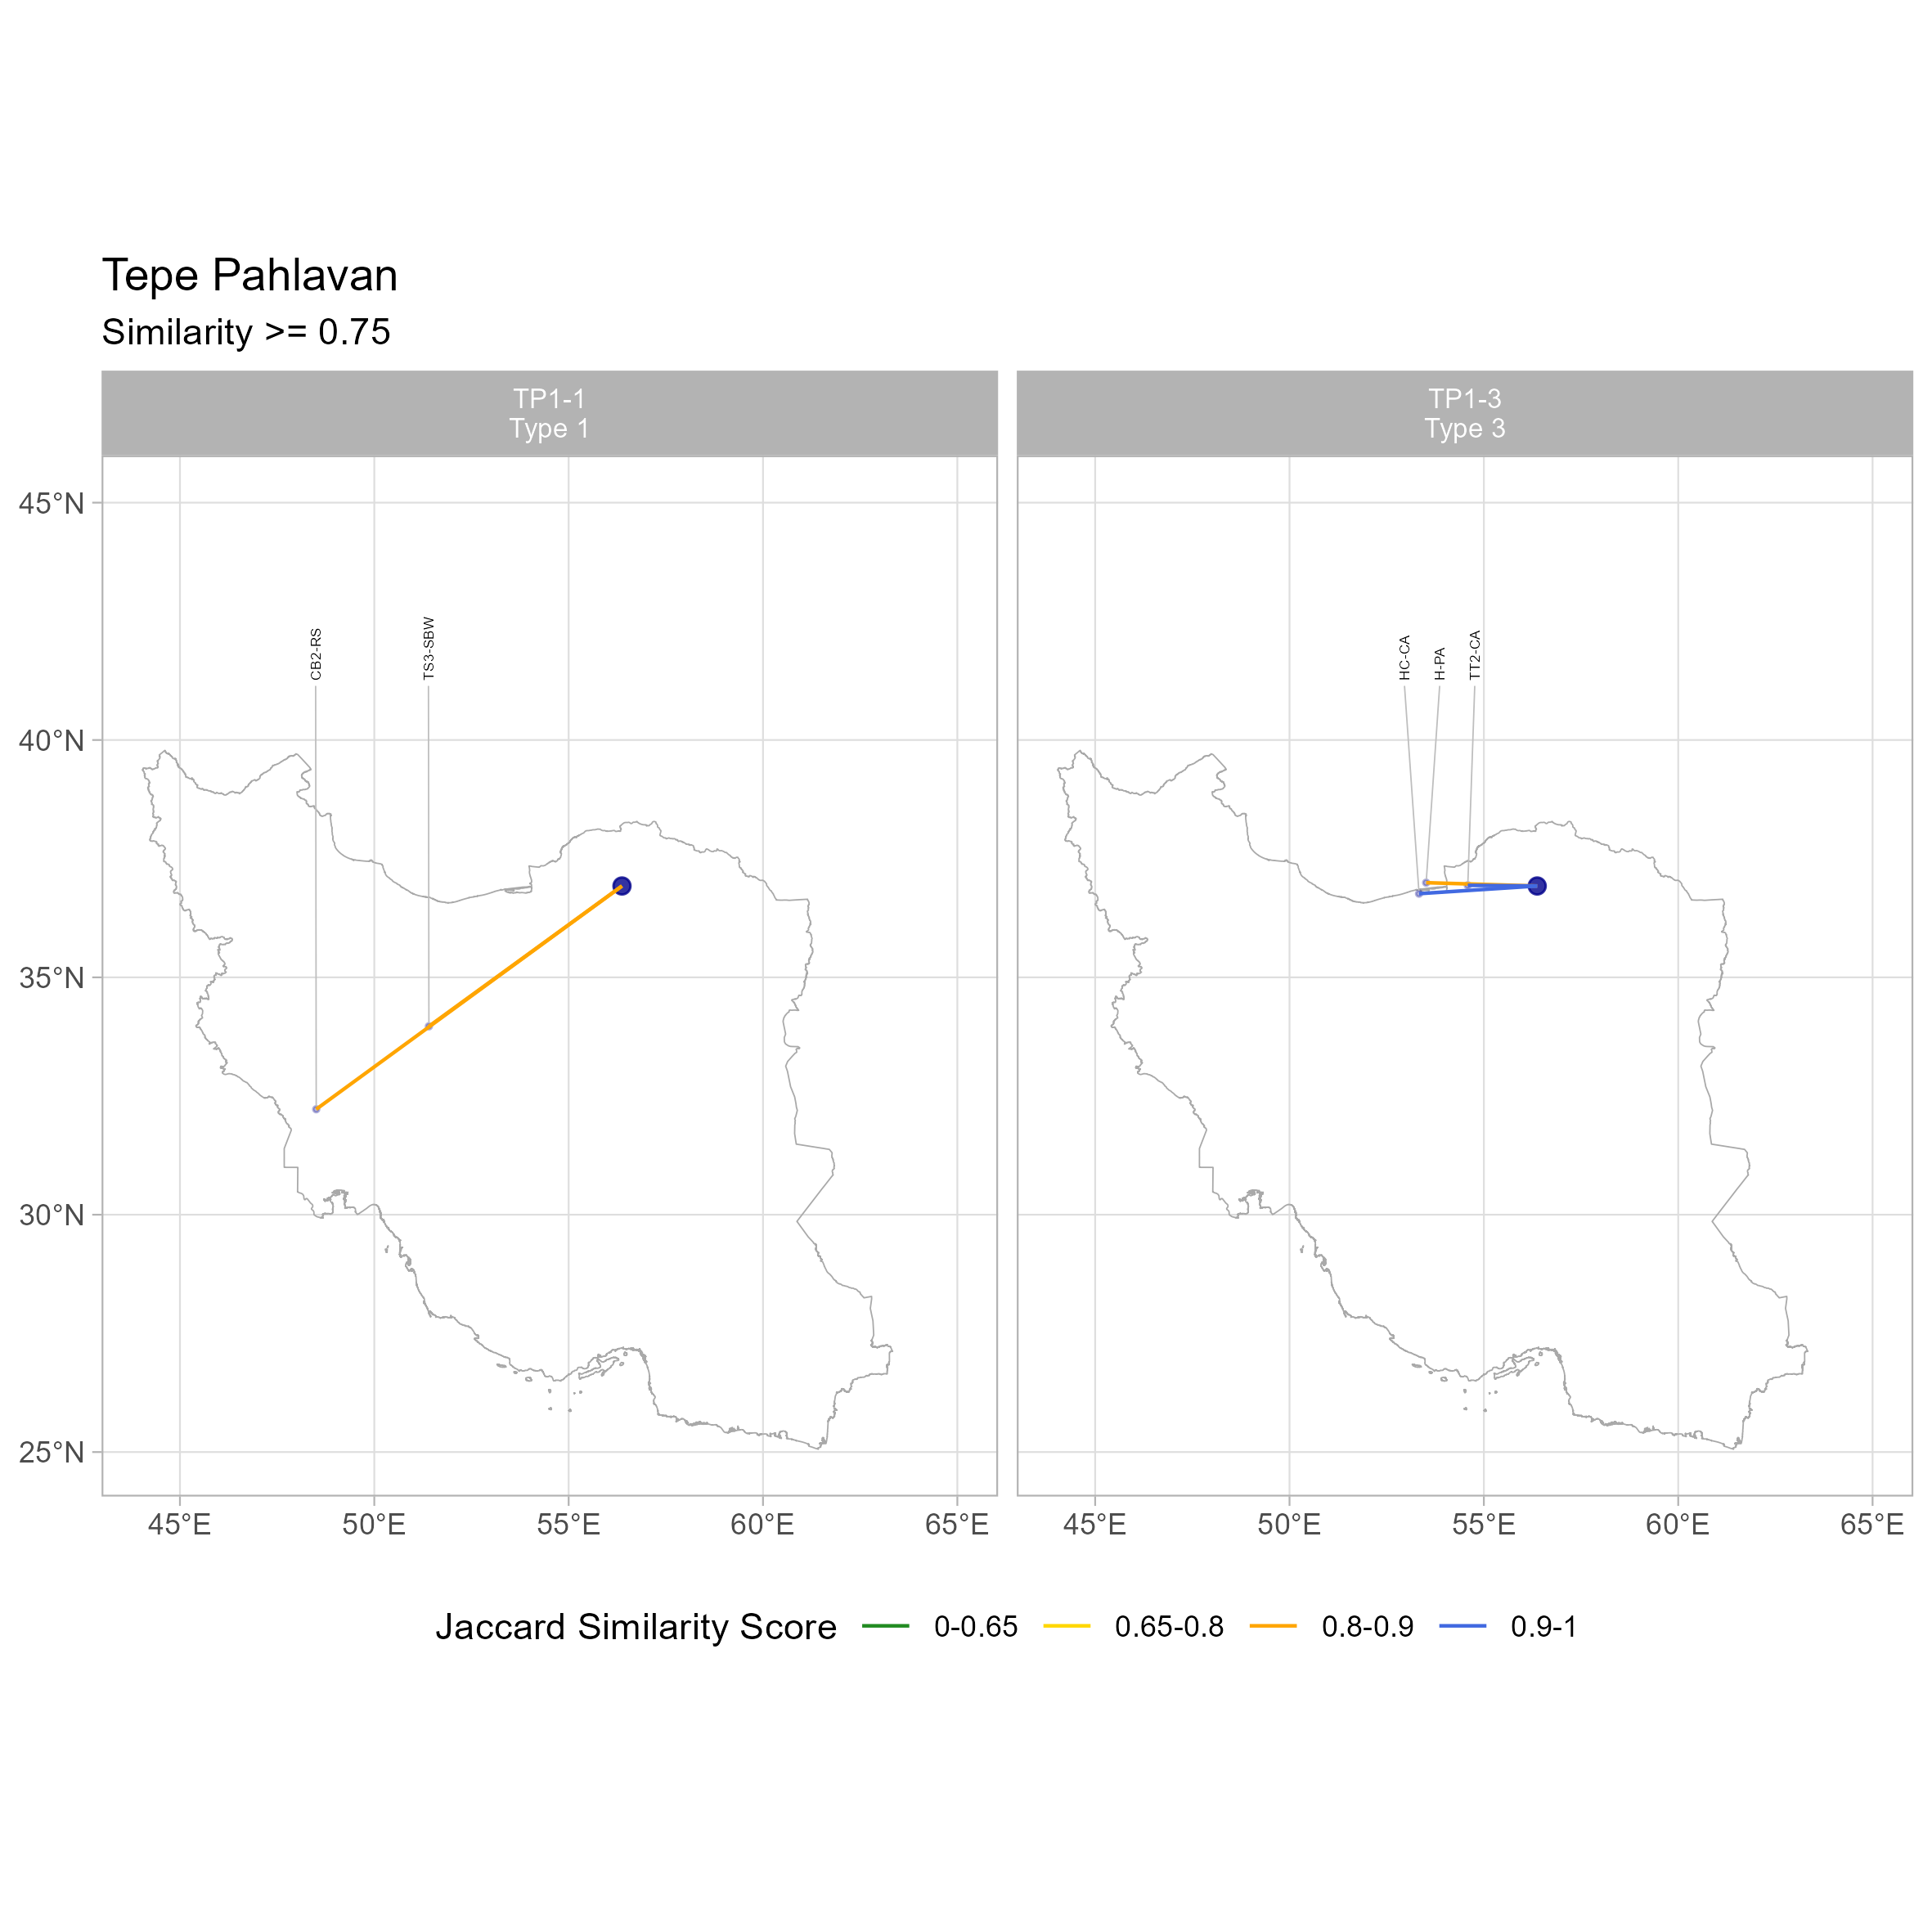 Tepe Pahlavan
Similarity >= 0.75
TP1-1
Type 1
TP1-3
Type 3
45°N
40°N
35°N
30°N
25°N
CB2-RS
TS3-SBW
HC-CA
H-PA
TT2-CA
45°E 50°E 55°E 60°E 65°E
45°E 50°E 55°E 60°E 65°E
Jaccard Similarity Score 0-0.65 0.65-0.8 0.8-0.9 0.9-1